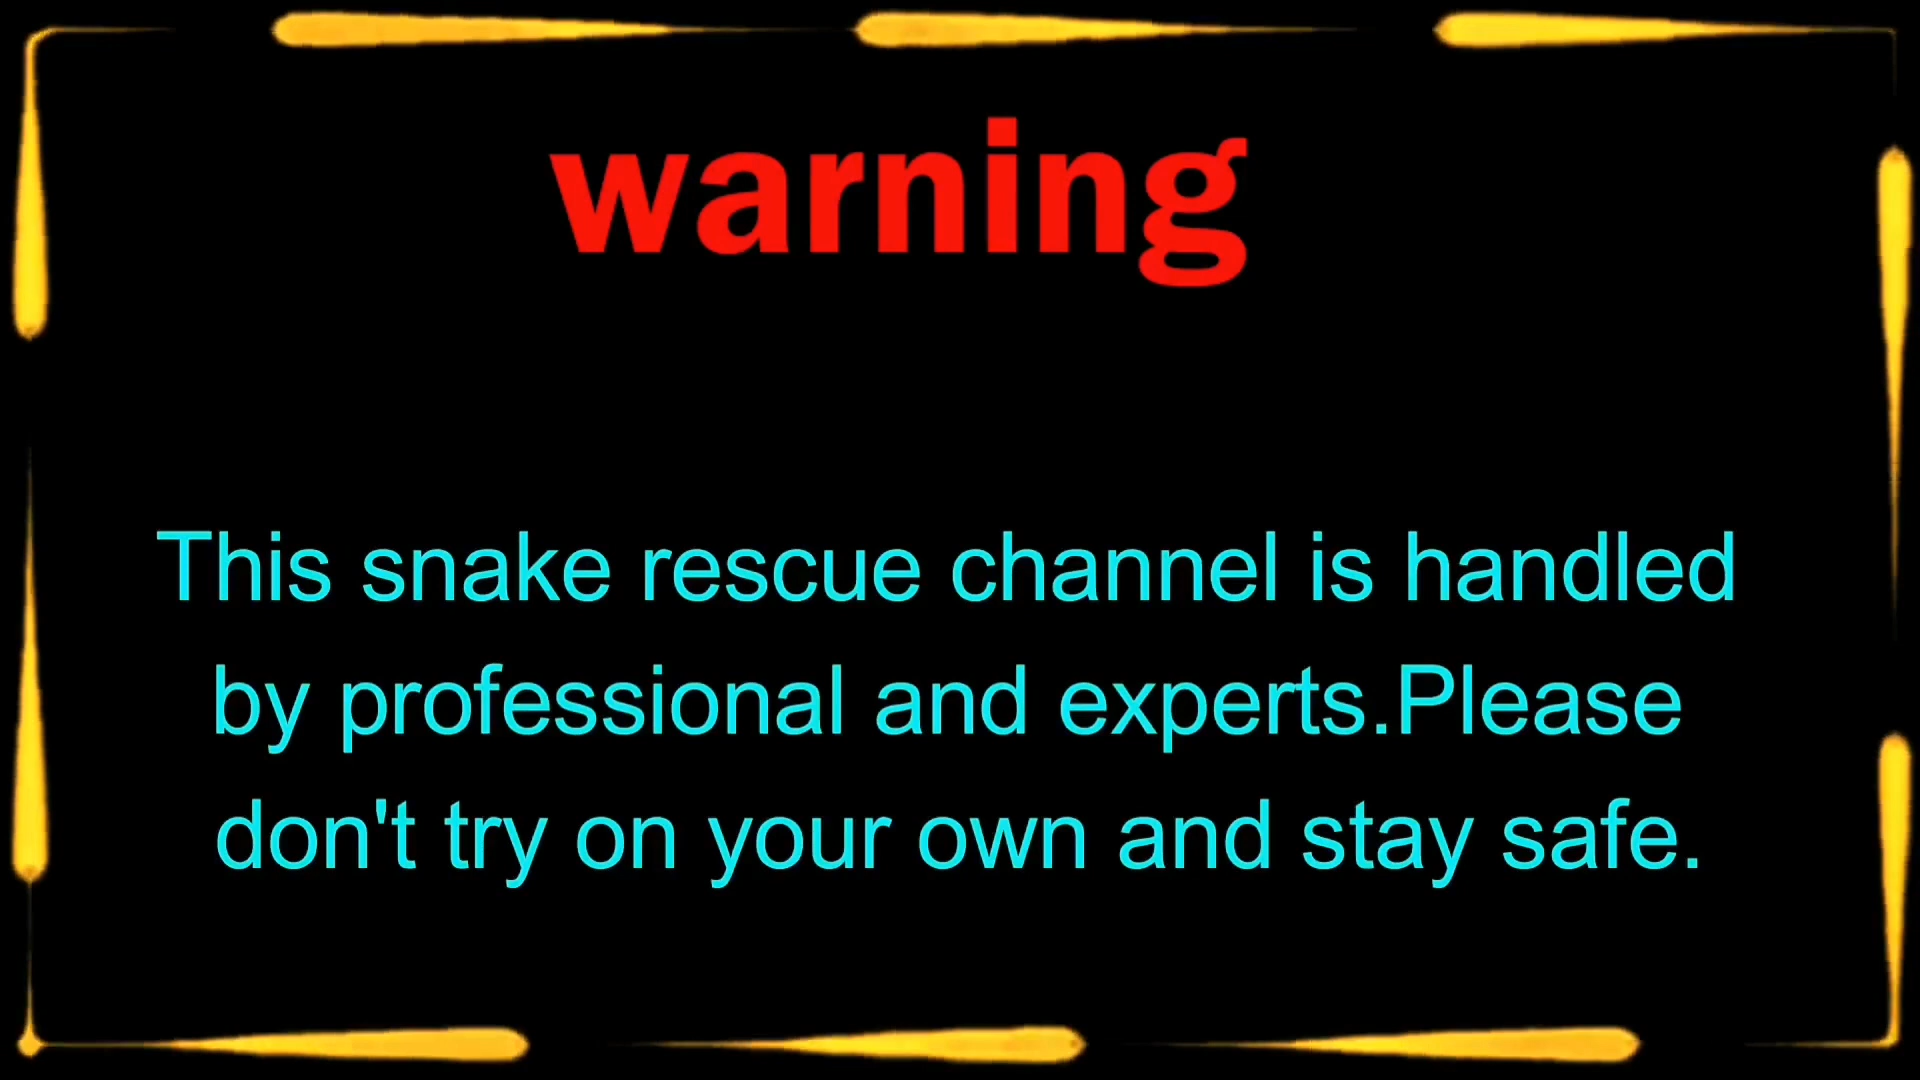 warning
This snake rescue channel is handled
by professional and experts.Please
don't try on your own and stay safe.